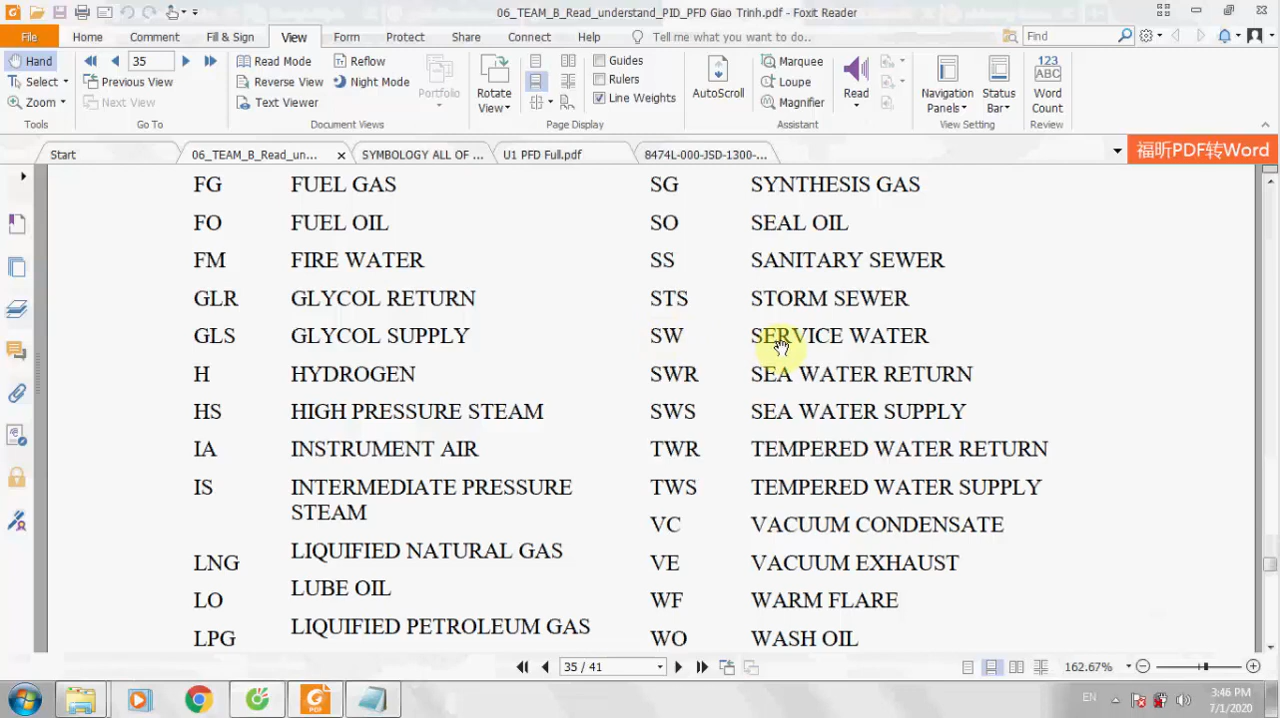 06_TEAM_B_Read_understand_PID_PFD Giao Trinh.pdf - Foxit Reader
File Home Comment Fill & Sign View Form Protect Share Connect Help Tell me what you want to do.. Find
Hand
Select
Zoom
Tools
35
Previous View
Next View
Go To
Read Mode
Reverse View
Text Viewer
Reflow
Night Mode
Document Views
Portfolio
Rotate
View
Page Display
Guides
Rulers
Line Weights
AutoScroll
Marquee
Loupe
Magnifier
Assistant
Read
Navigation
Panels
Status
Bar
View Setting
123
ABC
Word
Count
Review
Start 06_TEAM_B_Read_un... SYMBOLOGY ALL OF ... U1 PFD Full.pdf 8474L-000-JSD-1300-... 福昕PDF转Word
FG FUEL GAS SG SYNTHESIS GAS
FO FUEL OIL SO SEAL OIL
FM FIRE WATER SS SANITARY SEWER
GLR GLYCOL RETURN STS STORM SEWER
GLS GLYCOL SUPPLY SW SERVICE WATER
H HYDROGEN SWR SEA WATER RETURN
HS HIGH PRESSURE STEAM SWS SEA WATER SUPPLY
IA INSTRUMENT AIR TWR TEMPERED WATER RETURN
IS INTERMEDIATE PRESSURE STEAM TWS TEMPERED WATER SUPPLY
VC VACUUM CONDENSATE
LNG LIQUIFIED NATURAL GAS VE VACUUM EXHAUST
LO LUBE OIL WF WARM FLARE
LPG LIQUIFIED PETROLEUM GAS WO WASH OIL
35 / 41 162.67%
EN 3:46 PM
7/1/2020